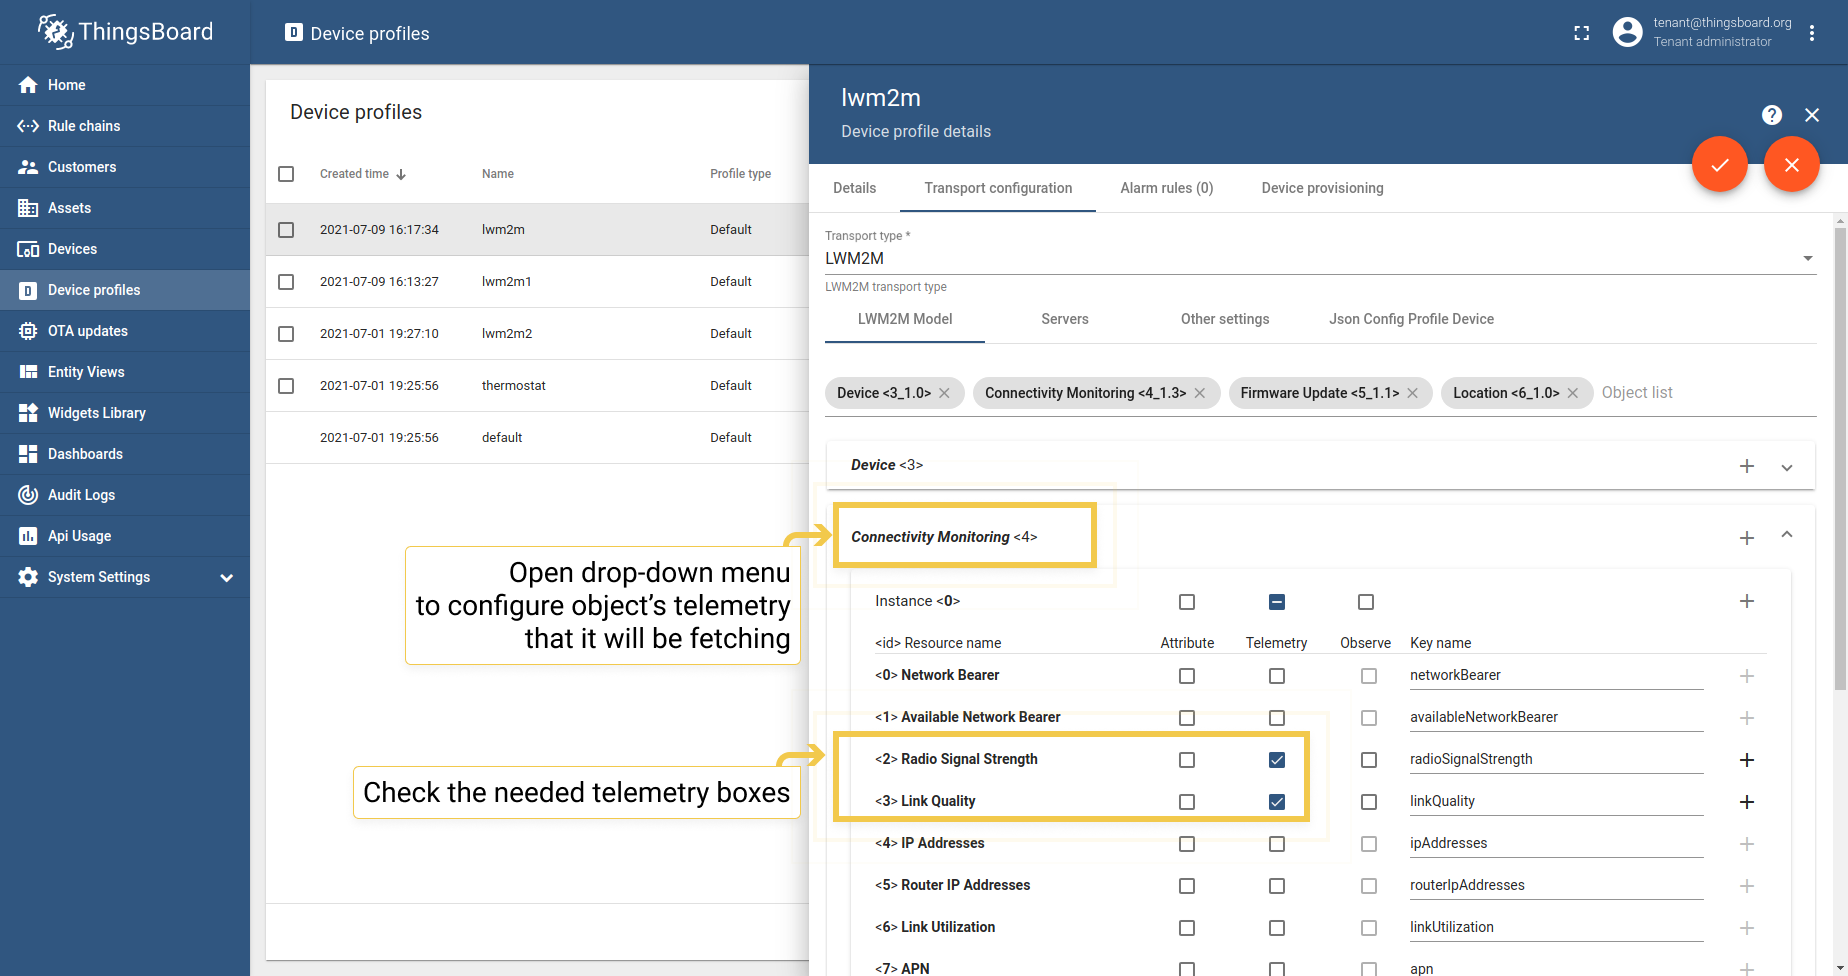 ThingsBoard
Device profiles
tenant@thingsboard.org
Tenant administrator
Home
Rule chains
Customers
Assets
Devices
Device profiles
OTA updates
Entity Views
Widgets Library
Dashboards
Audit Logs
Api Usage
System Settings
Device profiles
Created time Name Profile type
2021-07-09 16:17:34 lwm2m Default
2021-07-09 16:13:27 lwm2m1 Default
2021-07-01 19:27:10 lwm2m2 Default
2021-07-01 19:25:56 thermostat Default
2021-07-01 19:25:56 default Default
Open drop-down menu
to configure object’s telemetry
that it will be fetching
Check the needed telemetry boxes
lwm2m
Device profile details
Details Transport configuration Alarm rules (0) Device provisioning
Transport type *
LWM2M
LWM2M transport type
LWM2M Model Servers Other settings Json Config Profile Device
Device <3_1.0> Connectivity Monitoring <4_1.3> Firmware Update <5_1.1> Location <6_1.0> Object list
Device <3>
Connectivity Monitoring <4>
Instance <0>
<id> Resource name Attribute Telemetry Observe Key name
<0> Network Bearer networkBearer
<1> Available Network Bearer availableNetworkBearer
<2> Radio Signal Strength radioSignalStrength
<3> Link Quality linkQuality
<4> IP Addresses ipAddresses
<5> Router IP Addresses routerIpAddresses
<6> Link Utilization linkUtilization
<7> APN apn